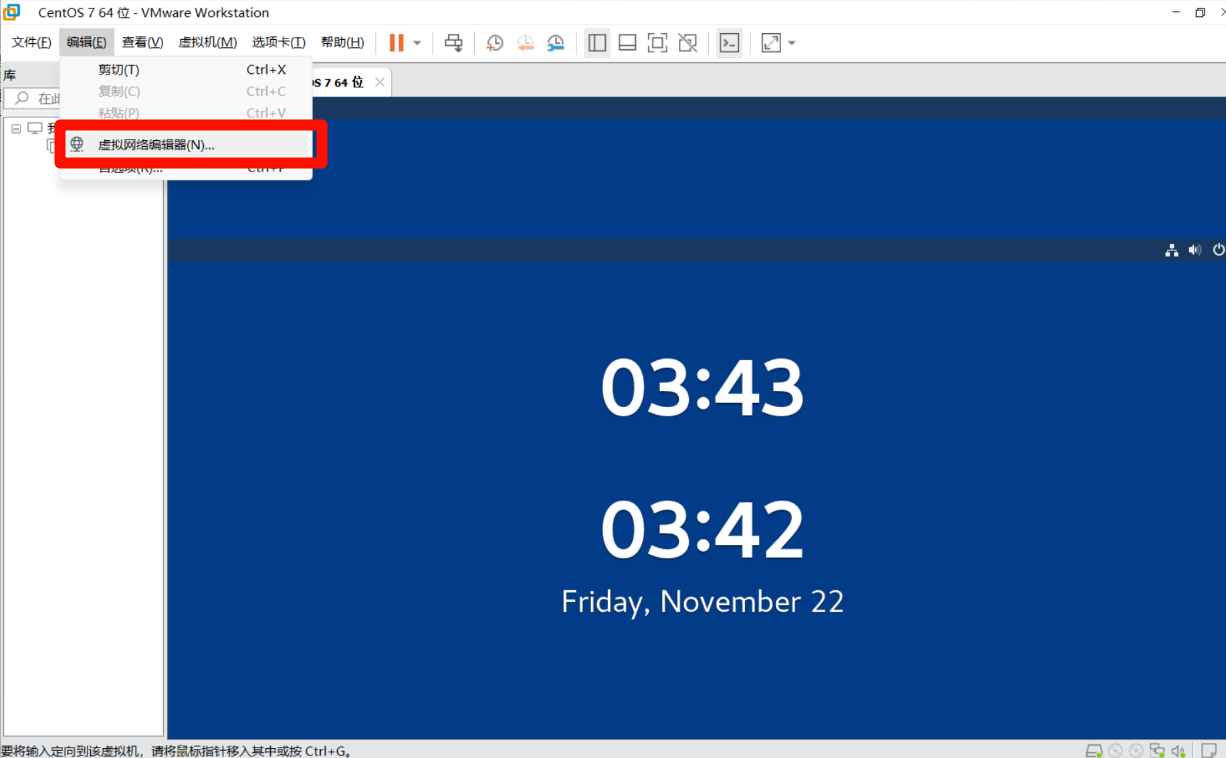 CentOS 7 64 位 - VMware Workstation
文件(F) 编辑(E) 查看(V) 虚拟机(M) 选项卡(T) 帮助(H)
库
剪切(T) Ctrl+X
S 7 64 位
在此
复制(C) Ctrl+C
粘贴(P) Ctrl+V
虚拟网络编辑器(N)...
首选项(R)... Ctrl+P
03:43
03:42
Friday, November 22
要将输入定向到该虚拟机，请将鼠标指针移入其中或按 Ctrl+G。